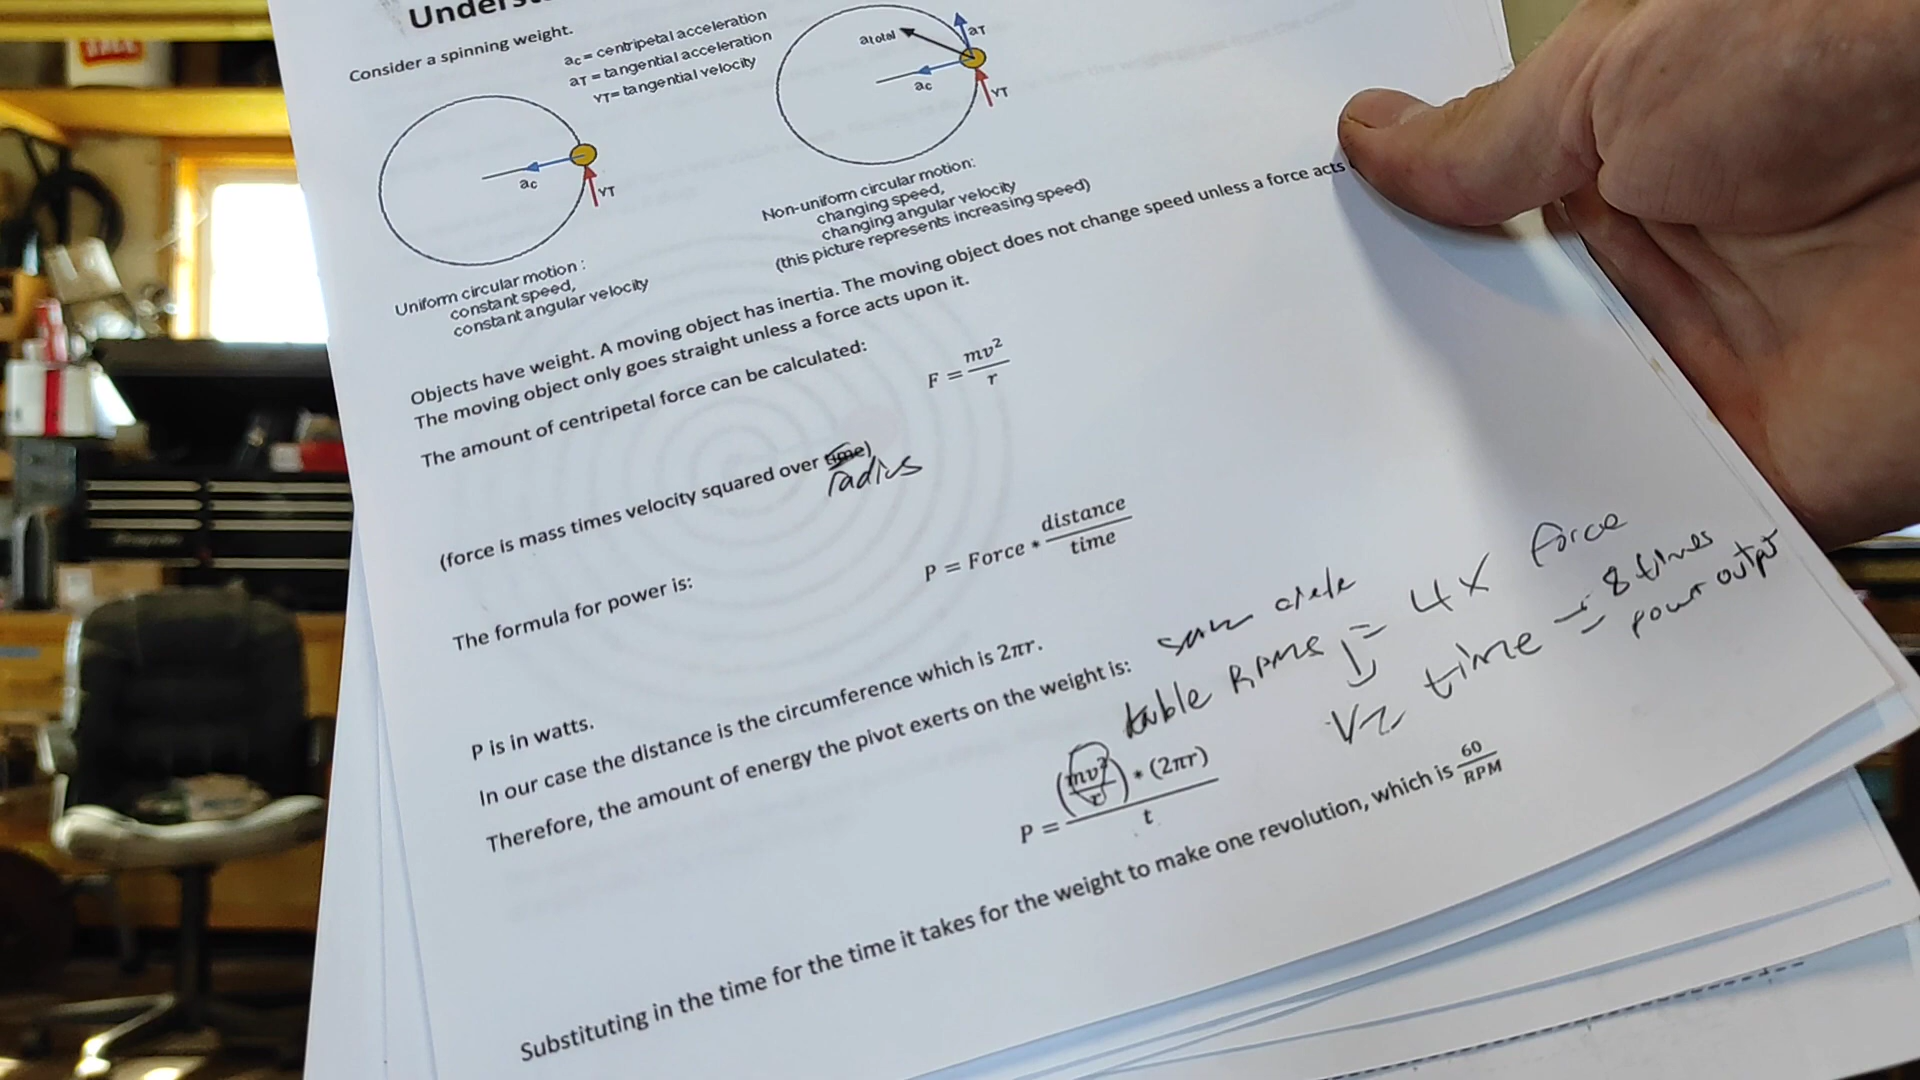 Consider a spinning weight.
ac = centripetal acceleration
aT = tangential acceleration
YT= tangential velocity
ac
YT
atotal
aT
ac
YT
Uniform circular motion :
constant speed,
constant angular velocity
Non-uniform circular motion:
changing speed,
changing angular velocity
(this picture represents increasing speed)
Objects have weight. A moving object has inertia. The moving object does not change speed unless a force acts
The moving object only goes straight unless a force acts upon it.
The amount of centripetal force can be calculated:
F = mv²/r
(force is mass times velocity squared over time)
radius
The formula for power is:
P = Force * distance/time
P is in watts.
In our case the distance is the circumference which is 2πr.
Therefore, the amount of energy the pivot exerts on the weight is:
P = (mv²/r) * (2πr) / t
RPMS = 4X force
1/2 time = 8 times
power output
Substituting in the time for the time it takes for the weight to make one revolution, which is 60/RPM